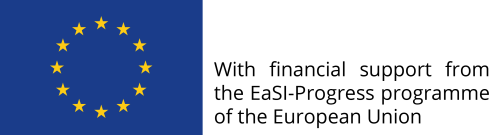 With financial support from
the EaSI-Progress programme
of the European Union